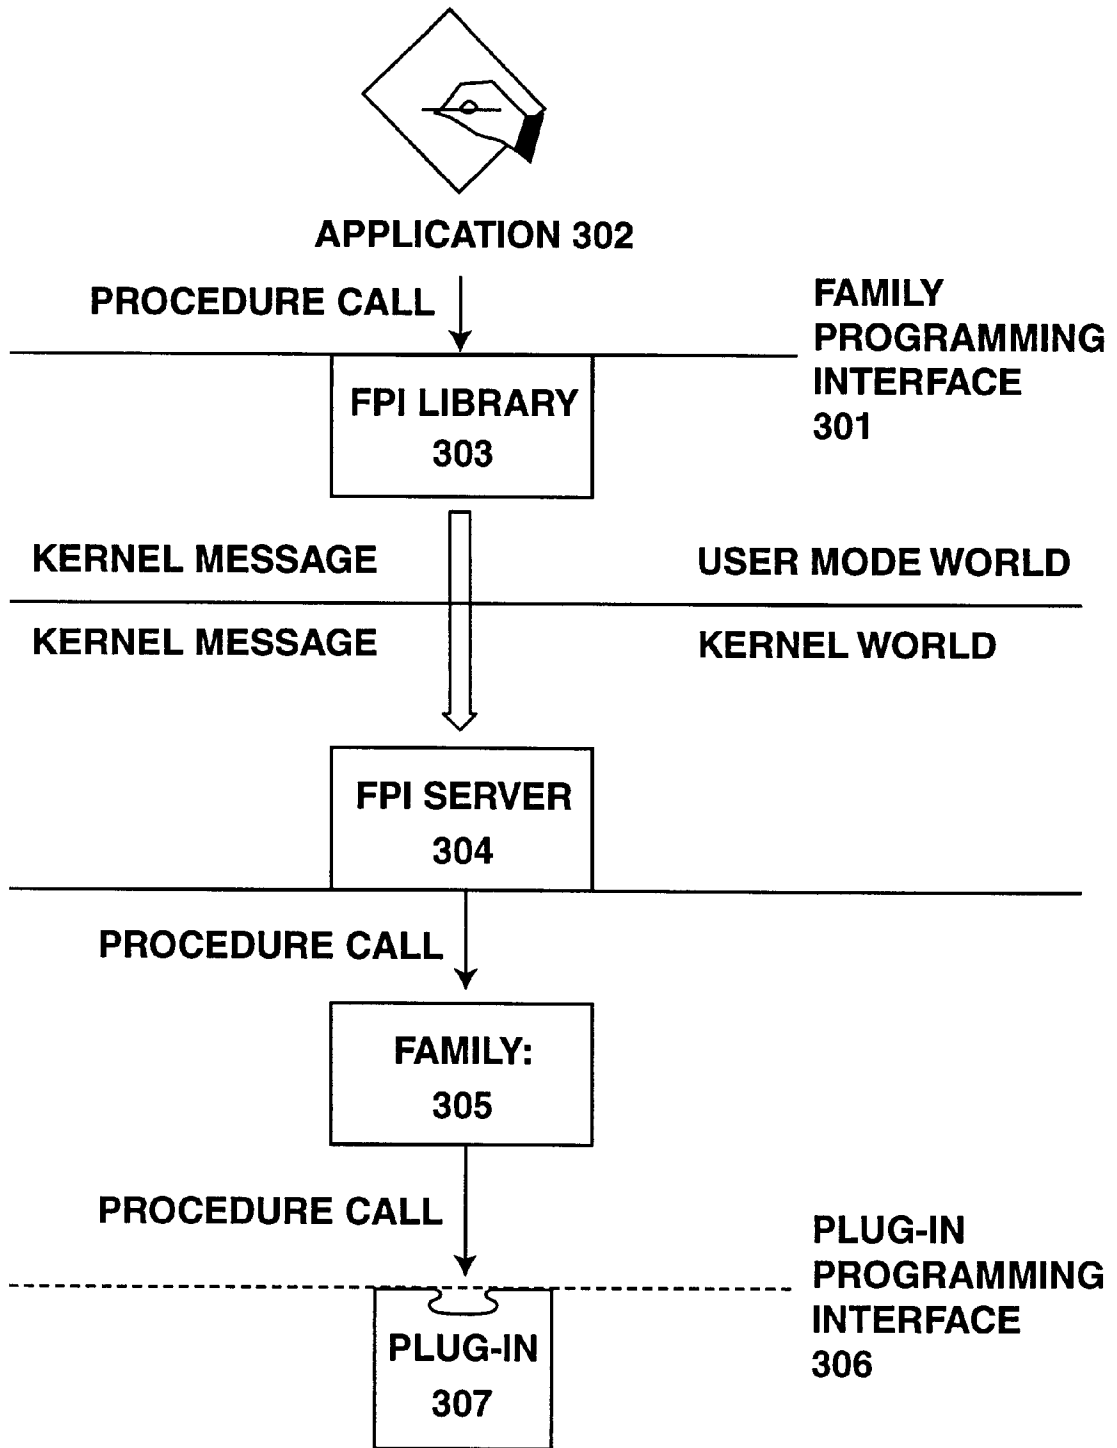 APPLICATION 302
PROCEDURE CALL
FAMILY
PROGRAMMING
INTERFACE
301
FPI LIBRARY
303
KERNEL MESSAGE
USER MODE WORLD
KERNEL MESSAGE
KERNEL WORLD
FPI SERVER
304
PROCEDURE CALL
FAMILY:
305
PROCEDURE CALL
PLUG-IN
PROGRAMMING
INTERFACE
306
PLUG-IN
307